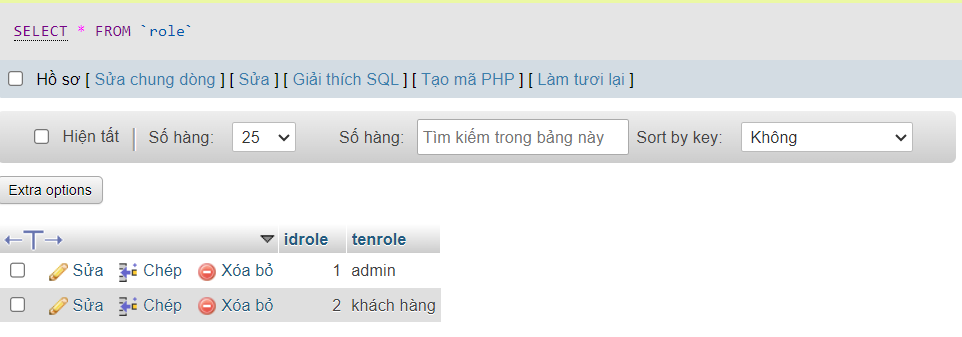 SELECT * FROM `role`
Hồ sơ [ Sửa chung dòng ] [ Sửa ] [ Giải thích SQL ] [ Tạo mã PHP ] [ Làm tươi lại ]
Hiện tất | Số hàng: 25 Số hàng: Tìm kiếm trong bảng này Sort by key: Không
Extra options
←T→ idrole tenrole
Sửa Chép Xóa bỏ 1 admin
Sửa Chép Xóa bỏ 2 khách hàng